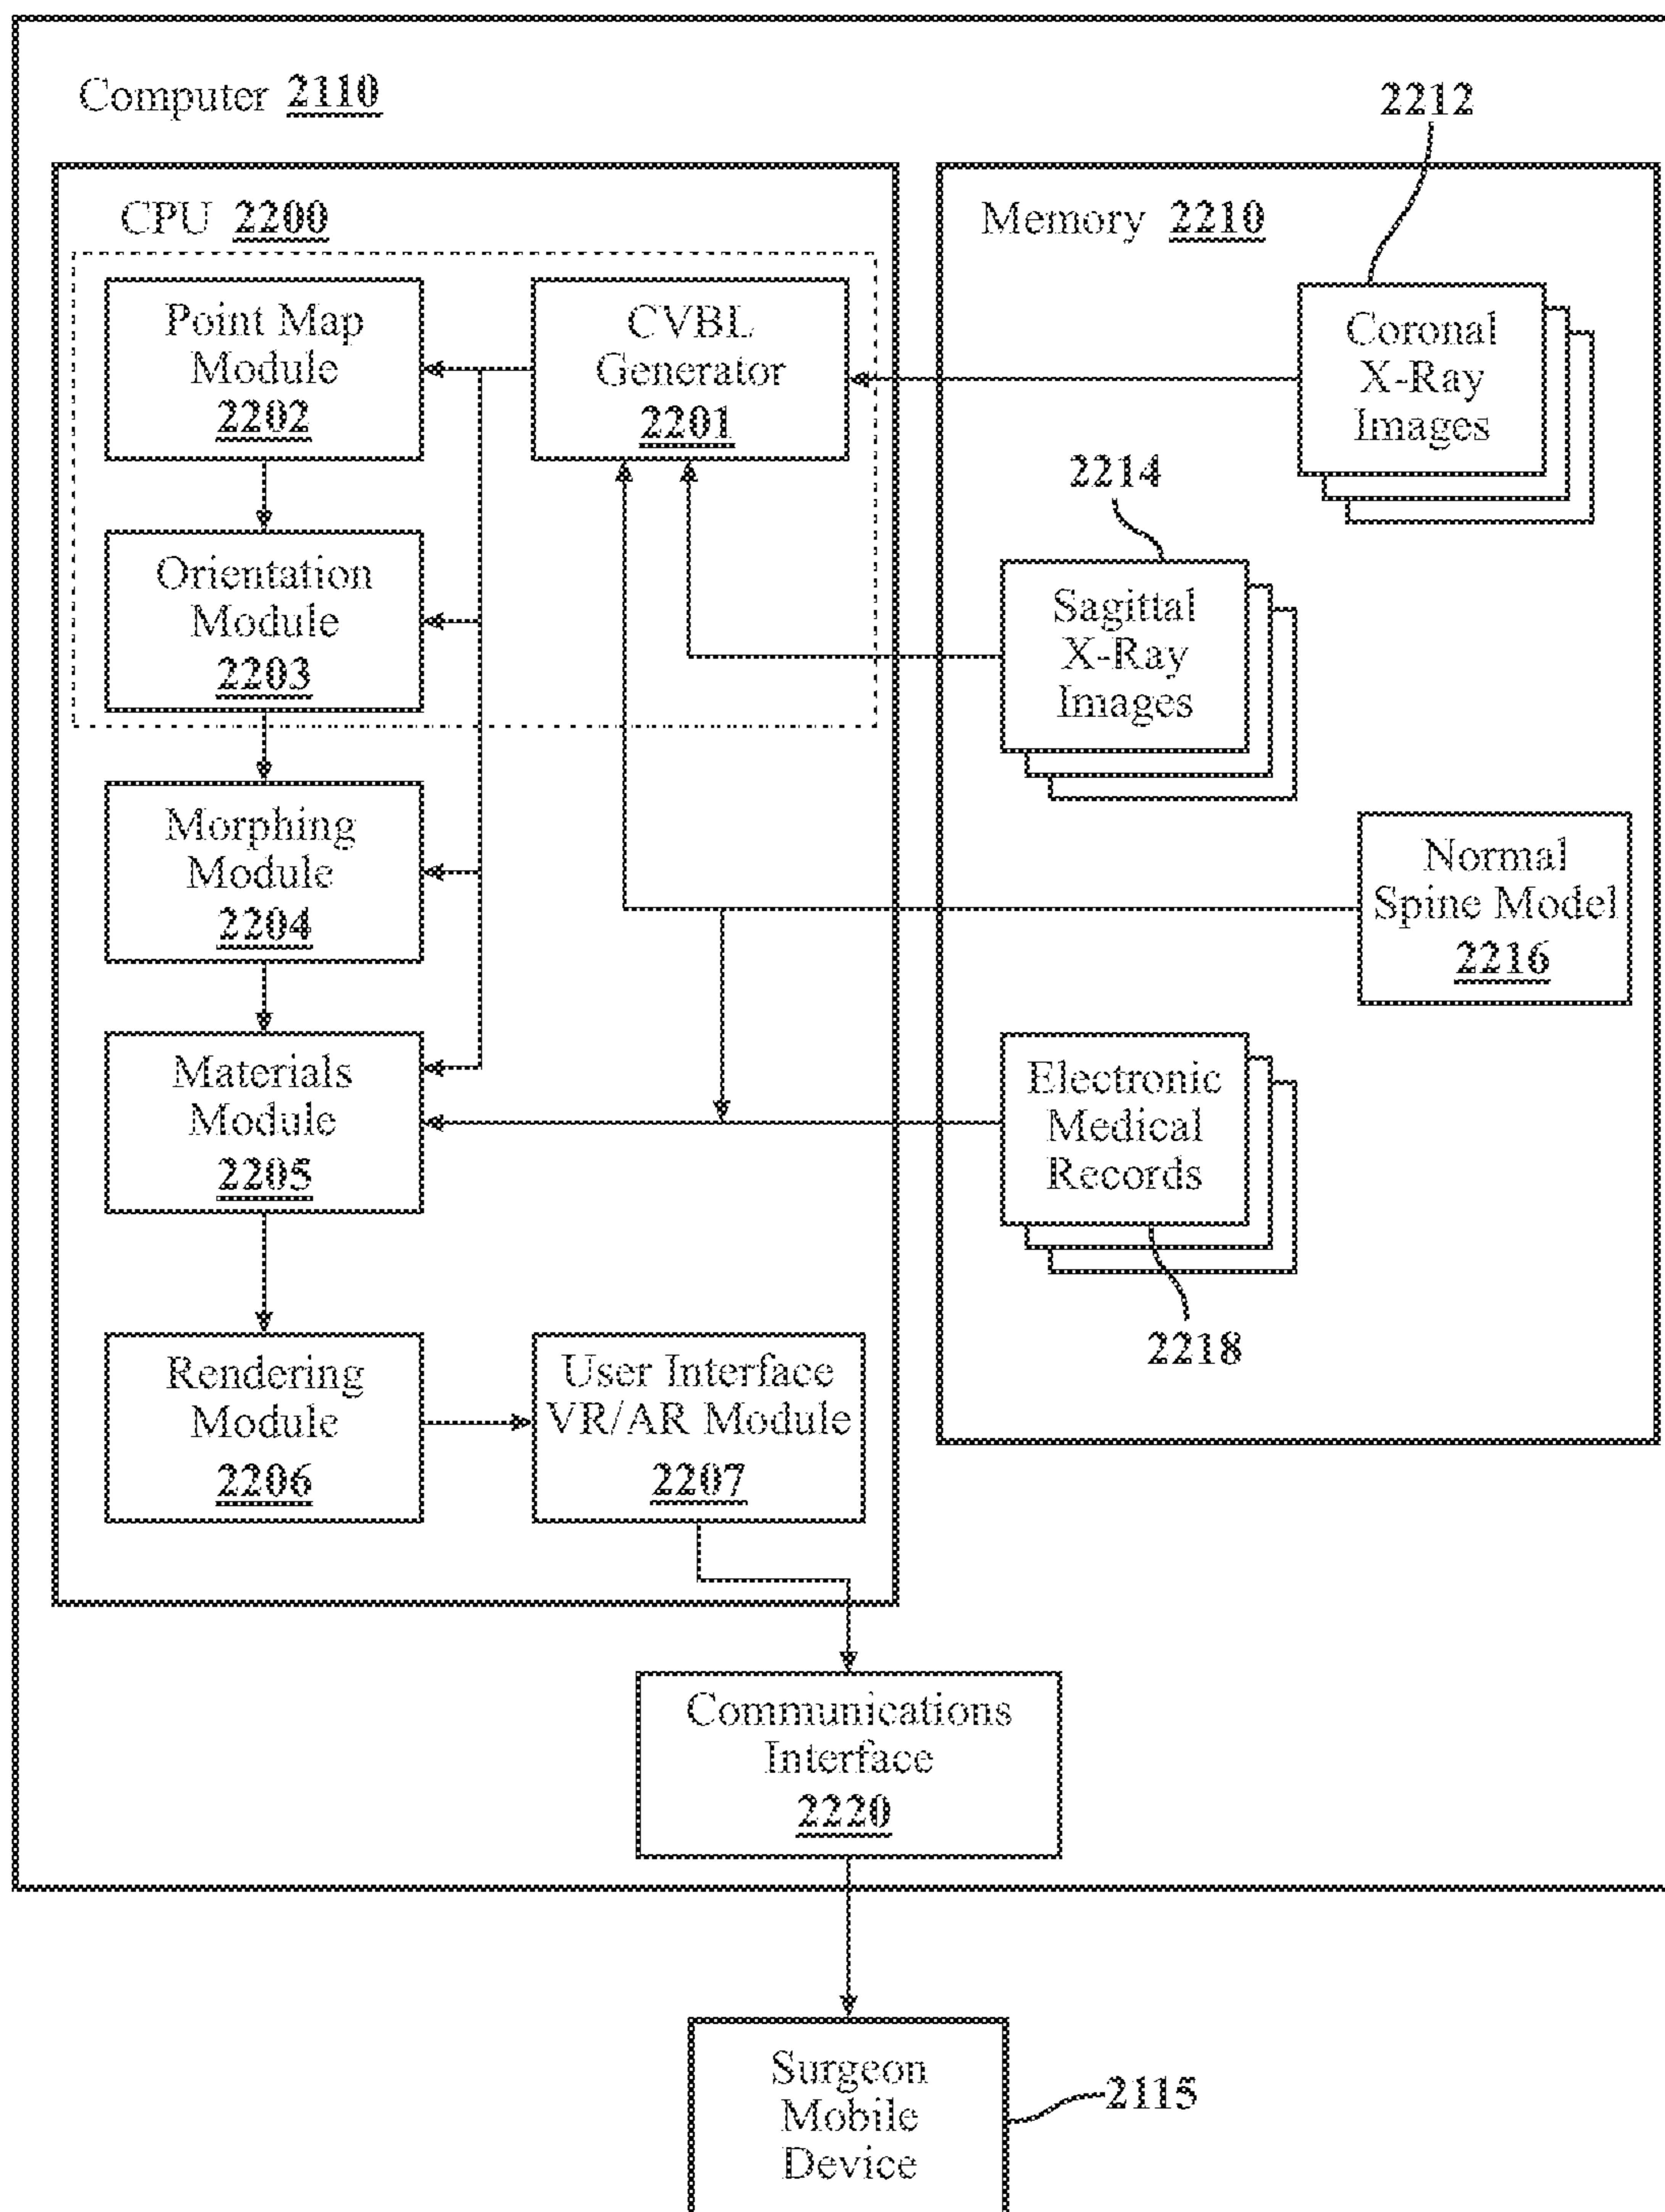 Computer 2110
2212
CPU 2200
Memory 2210
Point Map
Module
2202
CVBL
Generator
2201
Coronal
X-Ray
Images
2214
Orientation
Module
2203
Sagittal
X-Ray
Images
Morphing
Module
2204
Normal
Spine Model
2216
Materials
Module
2205
Electronic
Medical
Records
2218
Rendering
Module
2206
User Interface
VR/AR Module
2207
Communications
Interface
2220
Surgeon
Mobile
Device
2115